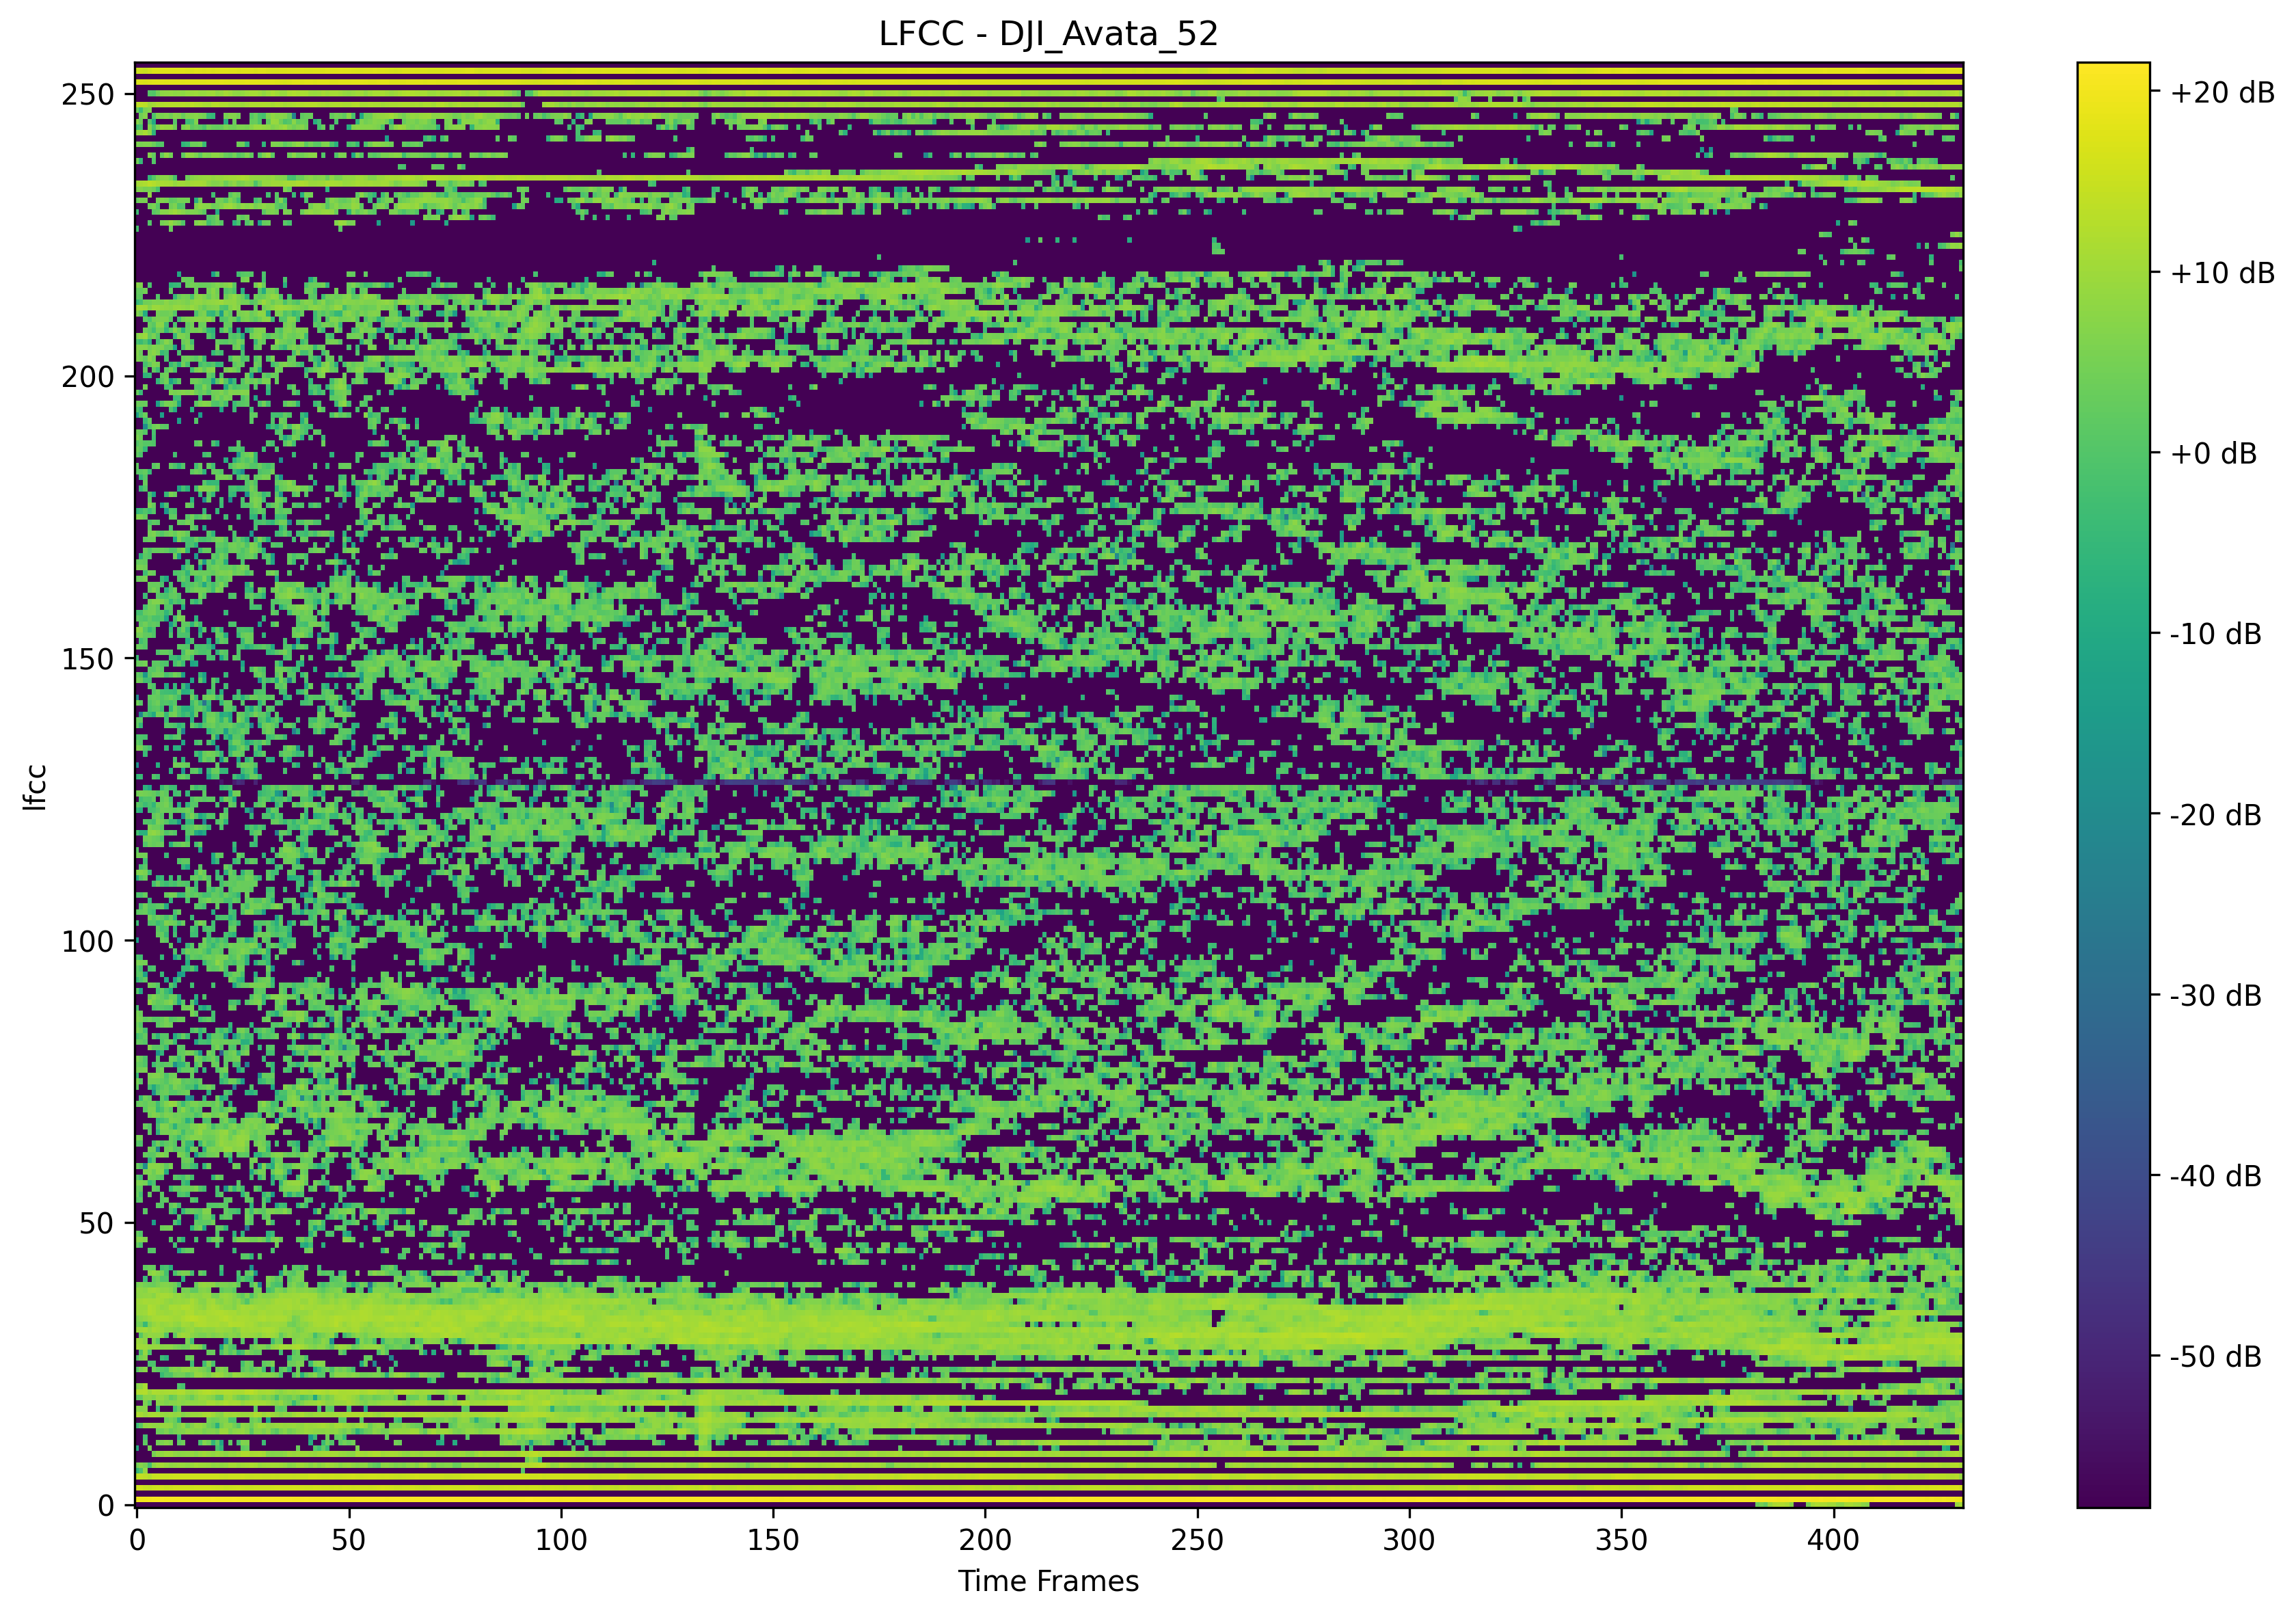 LFCC - DJI_Avata_52
250
200
150
100
50
0
lfcc
0 50 100 150 200 250 300 350 400
Time Frames
+20 dB
+10 dB
+0 dB
-10 dB
-20 dB
-30 dB
-40 dB
-50 dB